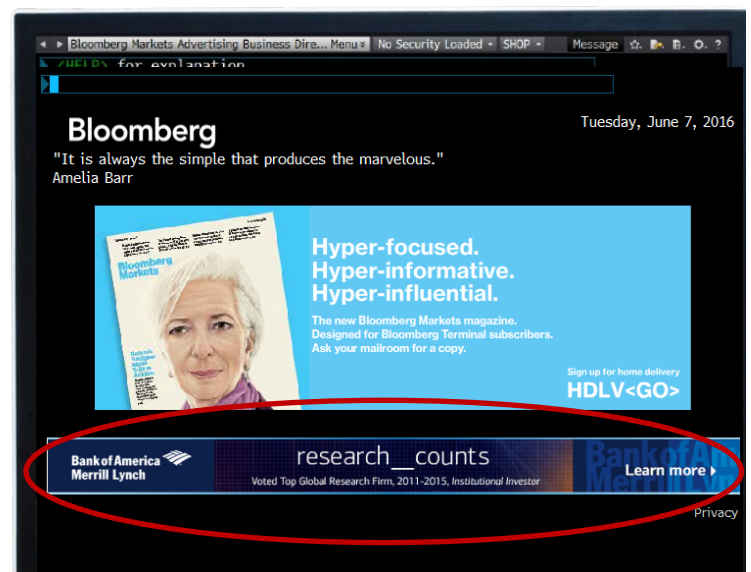 Bloomberg Markets Advertising Business Dire... Menu No Security Loaded SHOP Message ?
<HELP> for explanation
Bloomberg
Tuesday, June 7, 2016
"It is always the simple that produces the marvelous."
Amelia Barr
Bloomberg
Markets
Hyper-focused.
Hyper-informative.
Hyper-influential.
The new Bloomberg Markets magazine.
Designed for Bloomberg Terminal subscribers.
Ask your mailroom for a copy.
Sign up for home delivery
HDLV<GO>
Bank of America
Merrill Lynch
research__counts
Voted Top Global Research Firm, 2011-2015, Institutional Investor
Learn more
Privacy